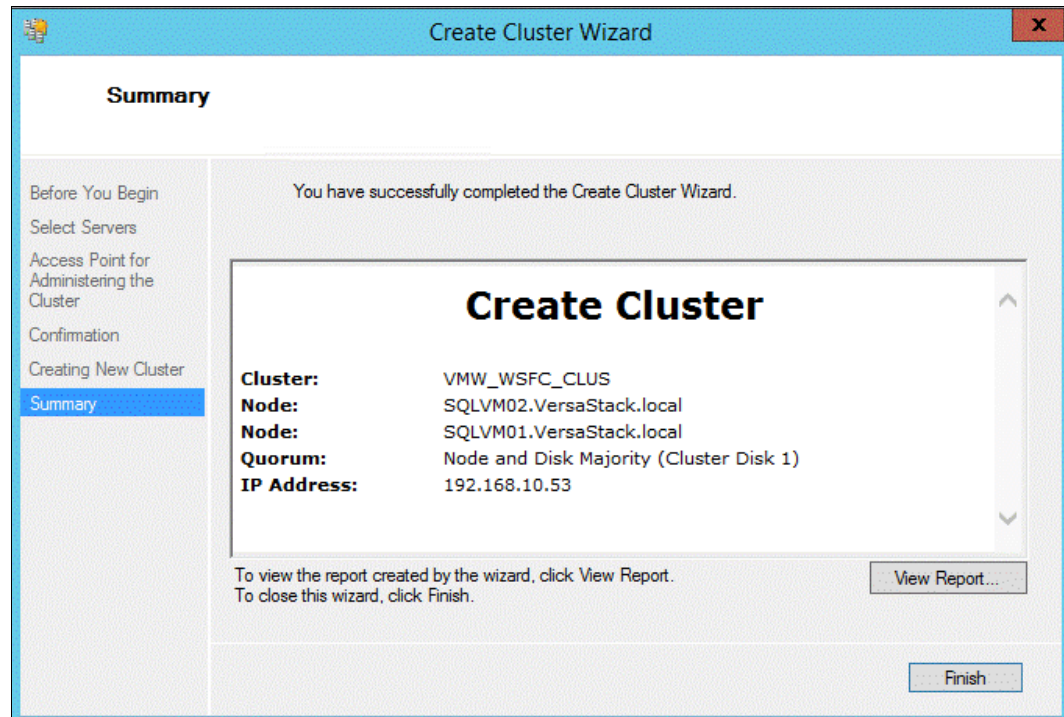 Create Cluster Wizard
x
Summary
Before You Begin
Select Servers
Access Point for
Administering the
Cluster
Confirmation
Creating New Cluster
Summary
You have successfully completed the Create Cluster Wizard.
Create Cluster
Cluster: VMW_WSFC_CLUS
Node: SQLVM02.VersaStack.local
Node: SQLVM01.VersaStack.local
Quorum: Node and Disk Majority (Cluster Disk 1)
IP Address: 192.168.10.53
To view the report created by the wizard, click View Report.
To close this wizard, click Finish.
View Report...
Finish